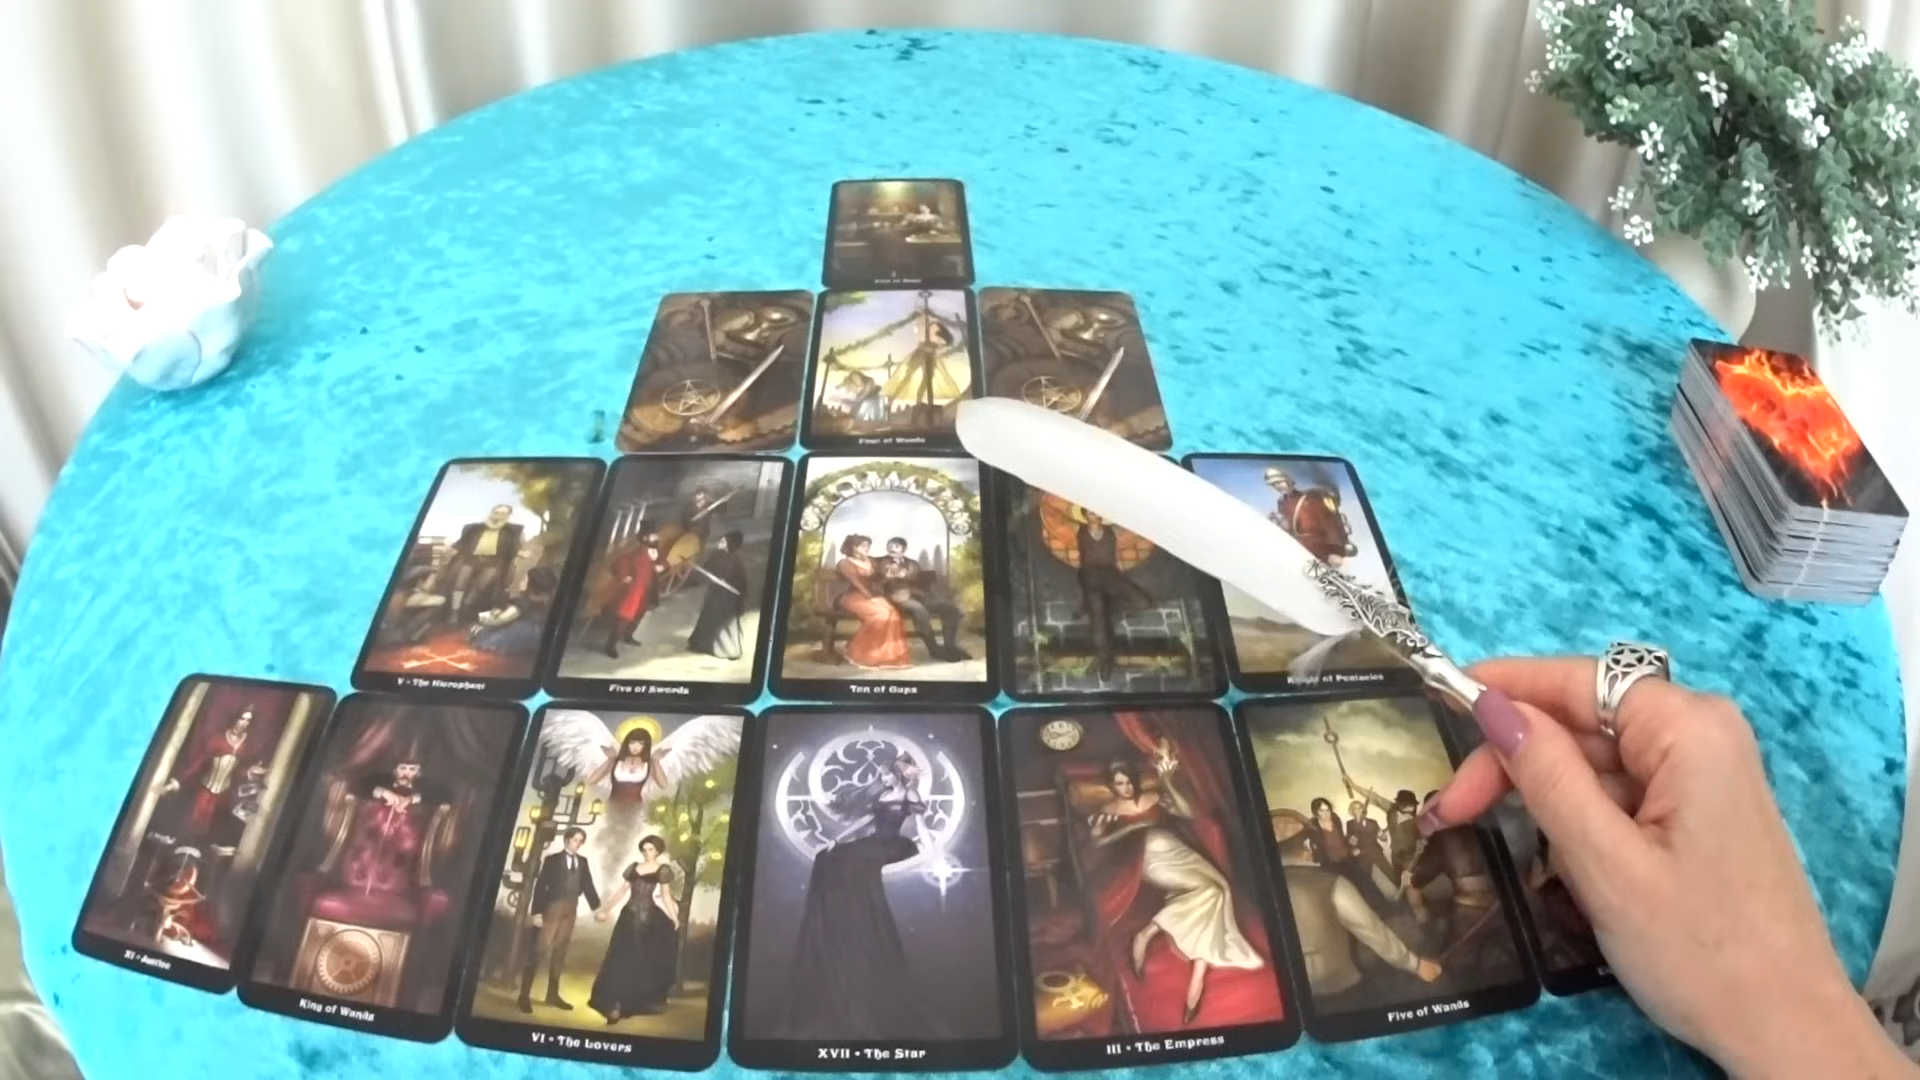 Four of Wands
V • The Hierophant
Five of Swords
Ten of Cups
Knight of Pentacles
XI • Justice
King of Wands
VI • The Lovers
XVII • The Star
III • The Empress
Five of Wands